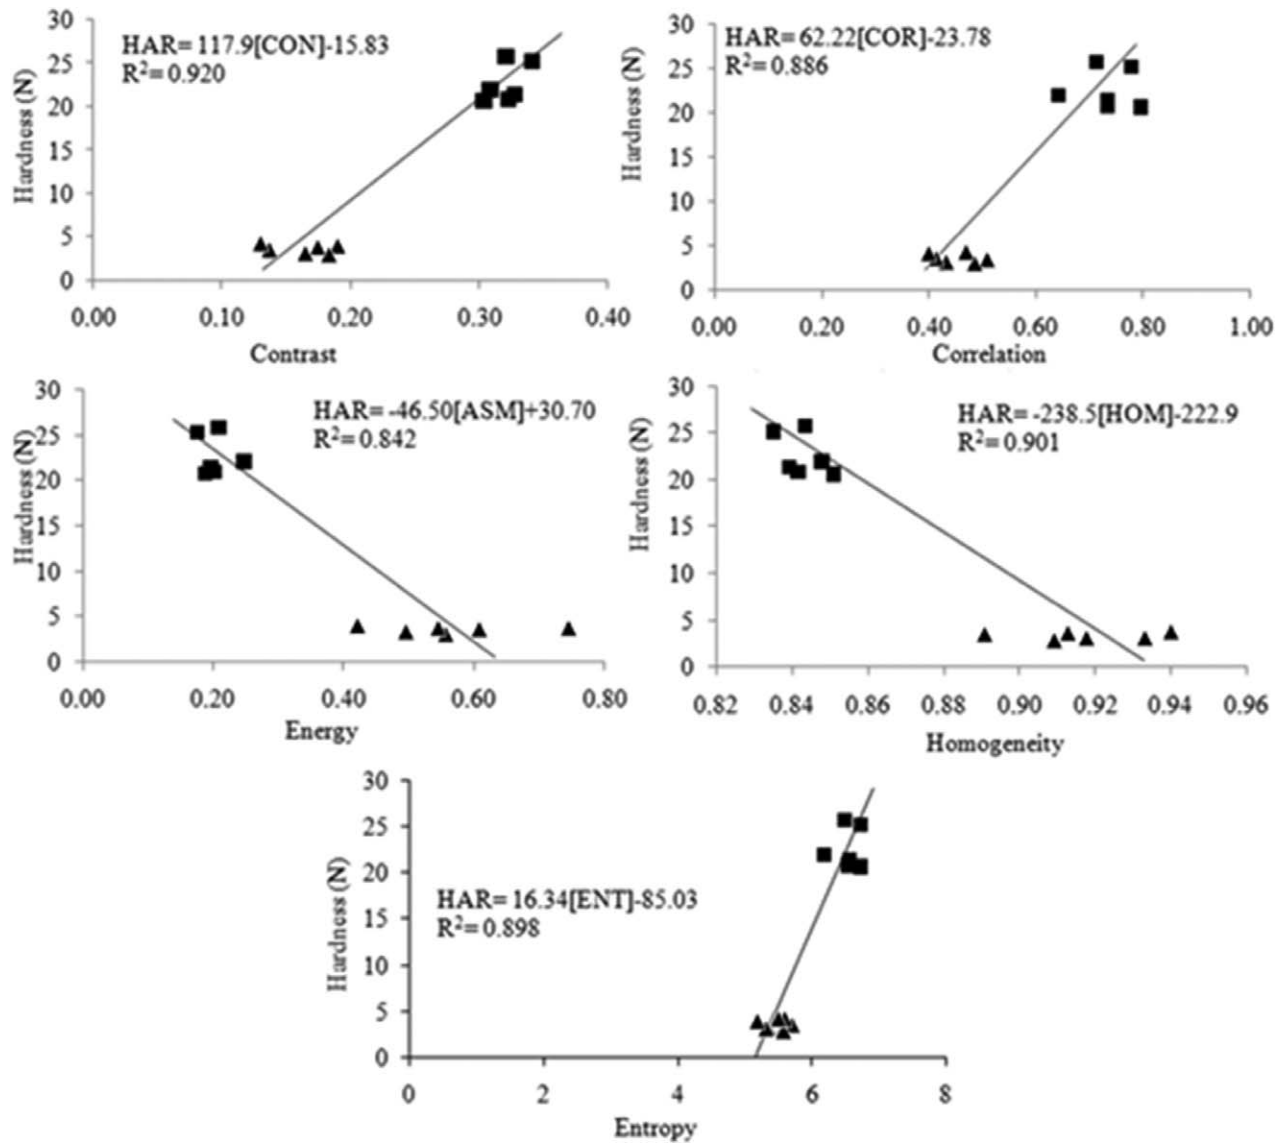 HAR= 117.9[CON]-15.83
R²= 0.920
Hardness (N)
30
25
20
15
10
5
0
0.00 0.10 0.20 0.30 0.40
Contrast
HAR= 62.22[COR]-23.78
R²= 0.886
Hardness (N)
30
25
20
15
10
5
0
0.00 0.20 0.40 0.60 0.80 1.00
Correlation
HAR= -46.50[ASM]+30.70
R²= 0.842
Hardness (N)
30
25
20
15
10
5
0
0.00 0.20 0.40 0.60 0.80
Energy
HAR= -238.5[HOM]-222.9
R²= 0.901
Hardness (N)
30
25
20
15
10
5
0
0.82 0.84 0.86 0.88 0.90 0.92 0.94 0.96
Homogeneity
HAR= 16.34[ENT]-85.03
R²= 0.898
Hardness (N)
30
25
20
15
10
5
0
0 2 4 6 8
Entropy